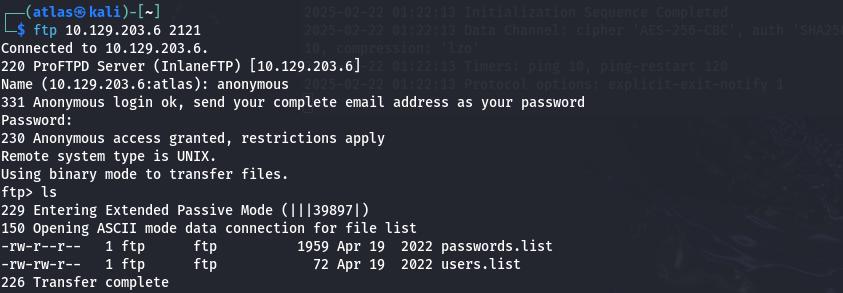 ┌──(atlas㉿kali)-[~]
└─$ ftp 10.129.203.6 2121
Connected to 10.129.203.6.
220 ProFTPD Server (InlaneFTP) [10.129.203.6]
Name (10.129.203.6:atlas): anonymous
331 Anonymous login ok, send your complete email address as your password
Password:
230 Anonymous access granted, restrictions apply
Remote system type is UNIX.
Using binary mode to transfer files.
ftp> ls
229 Entering Extended Passive Mode (|||39897|)
150 Opening ASCII mode data connection for file list
-rw-r--r--   1 ftp      ftp          1959 Apr 19  2022 passwords.list
-rw-rw-r--   1 ftp      ftp            72 Apr 19  2022 users.list
226 Transfer complete
2025-02-22 01:22:13 Initialization Sequence Completed
2025-02-22 01:22:13 Data Channel: cipher 'AES-256-CBC', auth 'SHA256
10, compression: 'lzo'
2025-02-22 01:22:13 Timers: ping 10, ping-restart 120
2025-02-22 01:22:13 Protocol options: explicit-exit-notify 1